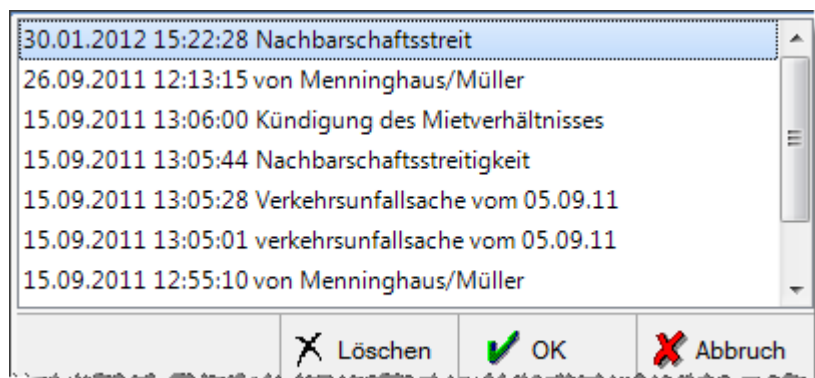 30.01.2012 15:22:28 Nachbarschaftsstreit
26.09.2011 12:13:15 von Menninghaus/Müller
15.09.2011 13:06:00 Kündigung des Mietverhältnisses
15.09.2011 13:05:44 Nachbarschaftsstreitigkeit
15.09.2011 13:05:28 Verkehrsunfallsache vom 05.09.11
15.09.2011 13:05:01 verkehrsunfallsache vom 05.09.11
15.09.2011 12:55:10 von Menninghaus/Müller
Löschen OK Abbruch